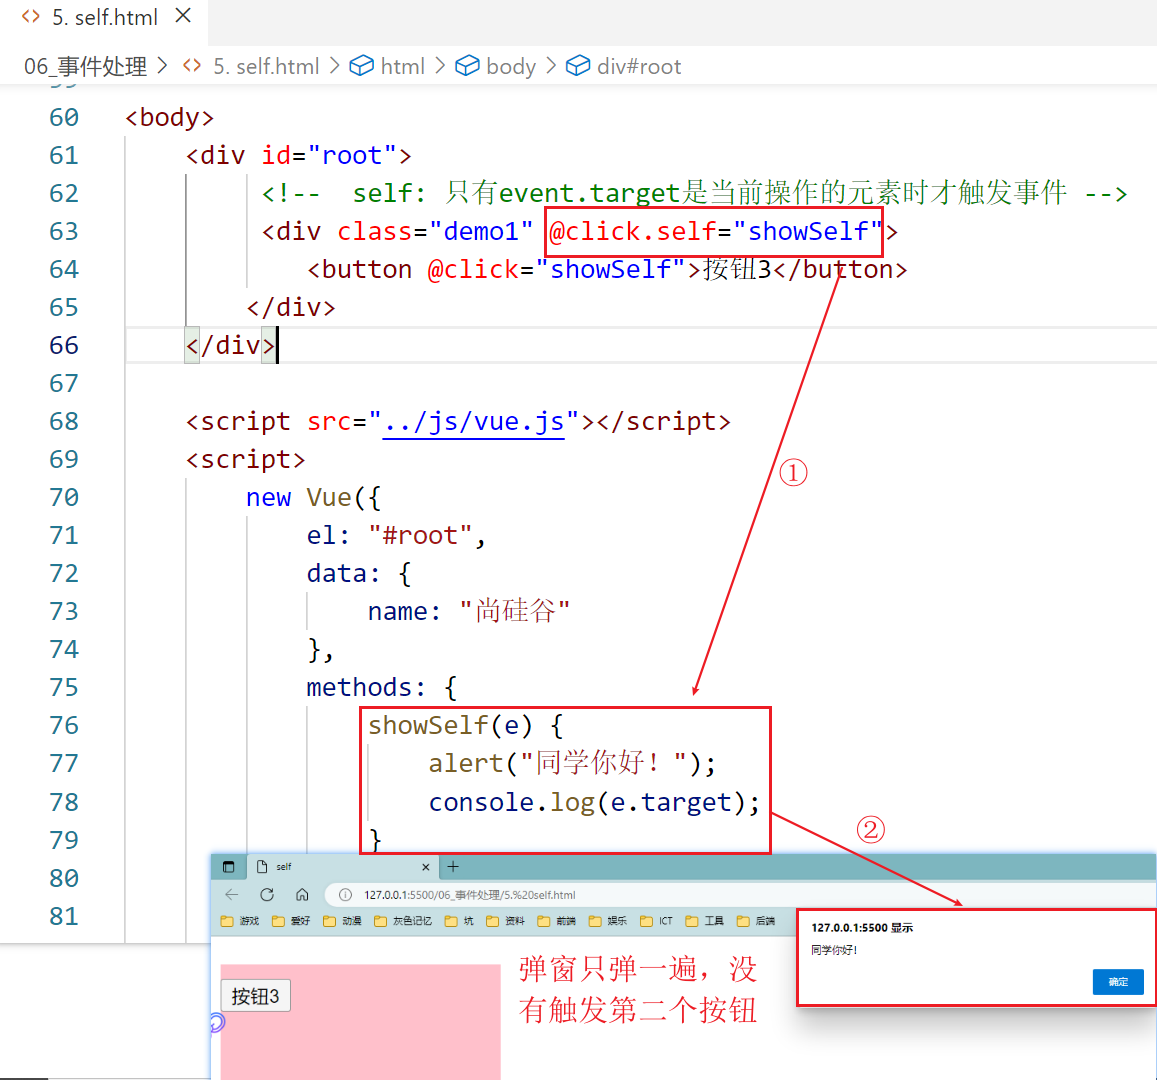 5. self.html
06_事件处理 > 5. self.html > html > body > div#root
60 <body>
61 <div id="root">
62 <!-- self: 只有event.target是当前操作的元素时才触发事件 -->
63 <div class="demo1" @click.self="showSelf">
64 <button @click="showSelf">按钮3</button>
65 </div>
66 </div>
67
68 <script src="../js/vue.js"></script>
69 <script>
70 new Vue({
71 el: "#root",
72 data: {
73 name: "尚硅谷"
74 },
75 methods: {
76 showSelf(e) {
77 alert("同学你好！");
78 console.log(e.target);
79 }
80
81
①
②
self
127.0.0.1:5500/06_事件处理/5.%20self.html
游戏 爱好 动漫 灰色记忆 坑 资料 前端 娱乐 ICT 工具 后端
127.0.0.1:5500 显示
同学你好！
确定
弹窗只弹一遍，没
有触发第二个按钮
按钮3